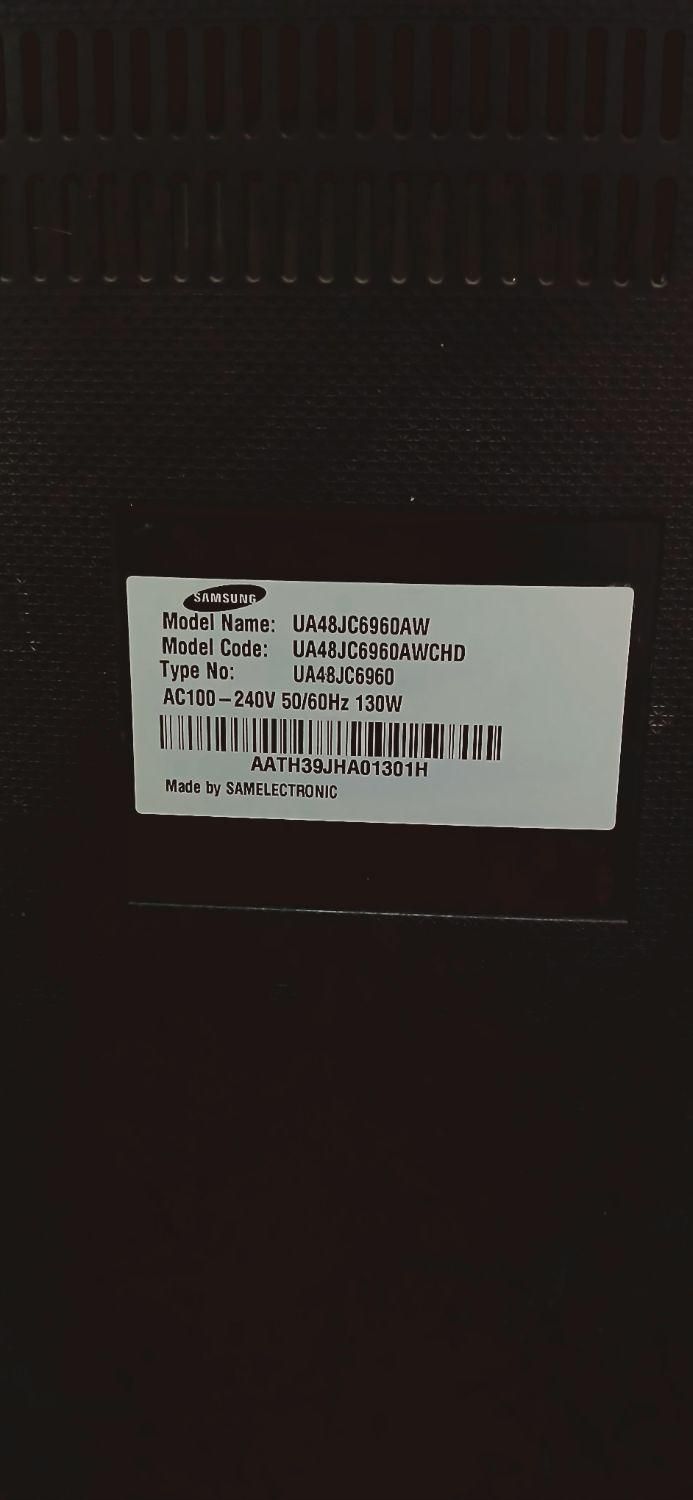 SAMSUNG
Model Name: UA48JC6960AW
Model Code: UA48JC6960AWCHD
Type No: UA48JC6960
AC100-240V 50/60Hz 130W
AATH39JHA01301H
Made by SAMELECTRONIC